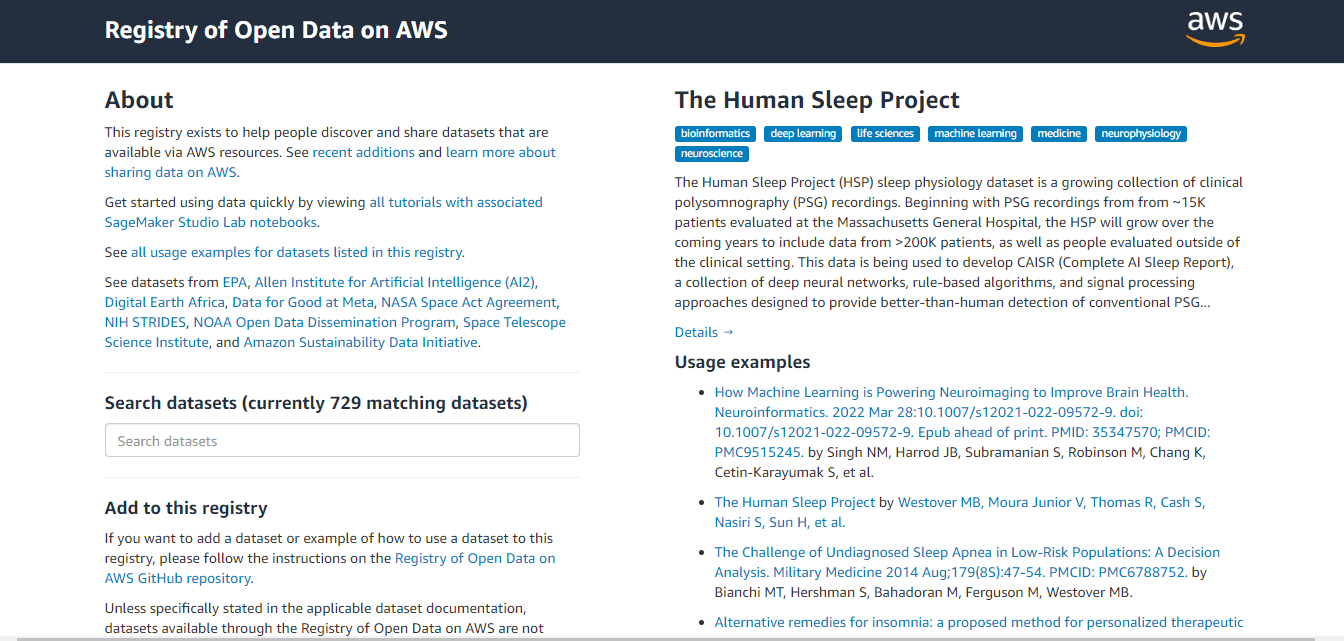 Registry of Open Data on AWS
aws
About
This registry exists to help people discover and share datasets that are
available via AWS resources. See recent additions and learn more about
sharing data on AWS.
Get started using data quickly by viewing all tutorials with associated
SageMaker Studio Lab notebooks.
See all usage examples for datasets listed in this registry.
See datasets from EPA, Allen Institute for Artificial Intelligence (AI2),
Digital Earth Africa, Data for Good at Meta, NASA Space Act Agreement,
NIH STRIDES, NOAA Open Data Dissemination Program, Space Telescope
Science Institute, and Amazon Sustainability Data Initiative.
Search datasets (currently 729 matching datasets)
Search datasets
Add to this registry
If you want to add a dataset or example of how to use a dataset to this
registry, please follow the instructions on the Registry of Open Data on
AWS GitHub repository.
Unless specifically stated in the applicable dataset documentation,
datasets available through the Registry of Open Data on AWS are not
The Human Sleep Project
bioinformatics deep learning life sciences machine learning medicine neurophysiology
neuroscience
The Human Sleep Project (HSP) sleep physiology dataset is a growing collection of clinical
polysomnography (PSG) recordings. Beginning with PSG recordings from from ~15K
patients evaluated at the Massachusetts General Hospital, the HSP will grow over the
coming years to include data from >200K patients, as well as people evaluated outside of
the clinical setting. This data is being used to develop CAISR (Complete AI Sleep Report),
a collection of deep neural networks, rule-based algorithms, and signal processing
approaches designed to provide better-than-human detection of conventional PSG...
Details →
Usage examples
• How Machine Learning is Powering Neuroimaging to Improve Brain Health.
Neuroinformatics. 2022 Mar 28:10.1007/s12021-022-09572-9. doi:
10.1007/s12021-022-09572-9. Epub ahead of print. PMID: 35347570; PMCID:
PMC9515245. by Singh NM, Harrod JB, Subramanian S, Robinson M, Chang K,
Cetin-Karayumak S, et al.
• The Human Sleep Project by Westover MB, Moura Junior V, Thomas R, Cash S,
Nasiri S, Sun H, et al.
• The Challenge of Undiagnosed Sleep Apnea in Low-Risk Populations: A Decision
Analysis. Military Medicine 2014 Aug;179(8S):47-54. PMCID: PMC6788752. by
Bianchi MT, Hershman S, Bahadoran M, Ferguson M, Westover MB.
• Alternative remedies for insomnia: a proposed method for personalized therapeutic